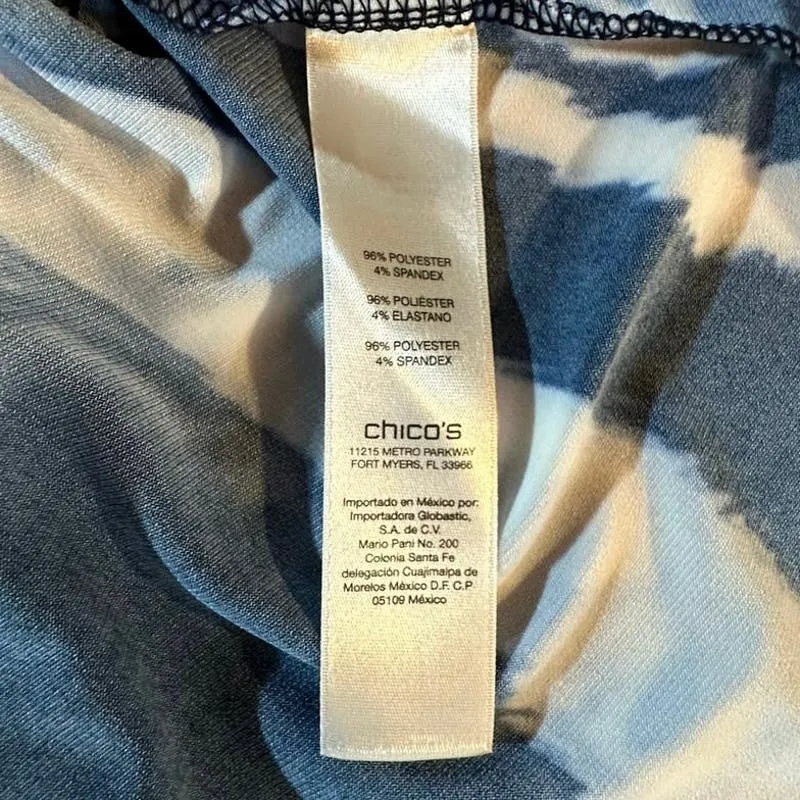 96% POLYESTER
4% SPANDEX
96% POLIÉSTER
4% ELASTANO
96% POLYESTER
4% SPANDEX
chico's
11215 METRO PARKWAY
FORT MYERS, FL 33966
Importado en México por:
Importadora Globastic,
S.A. de C.V.
Mario Pani No. 200
Colonia Santa Fe
delegación Cuajimalpa de
Morelos México D.F. C.P.
05109 México